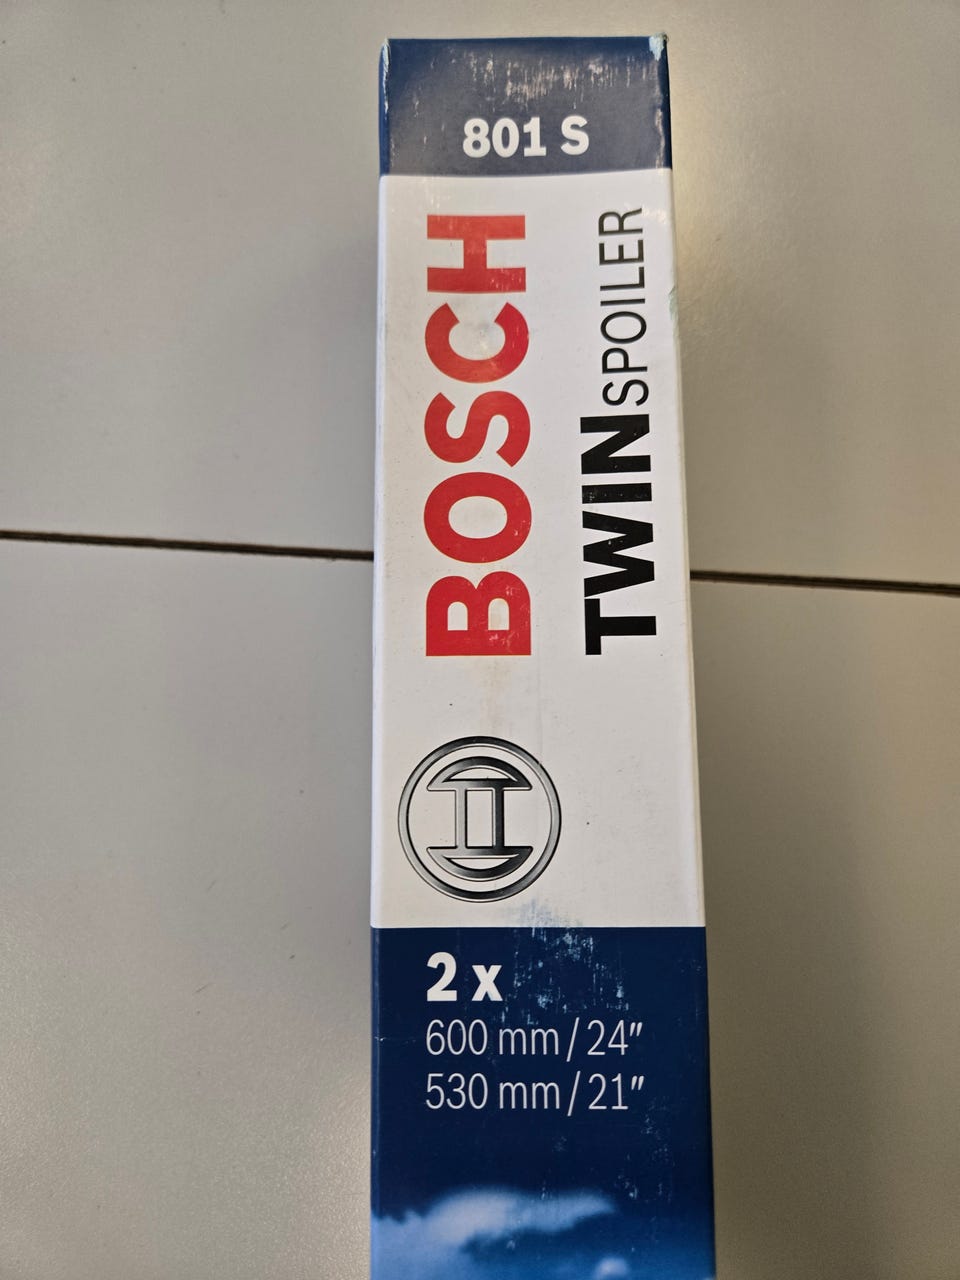 801 S
BOSCH
TWINSPOILER
2 x
600 mm / 24"
530 mm / 21"